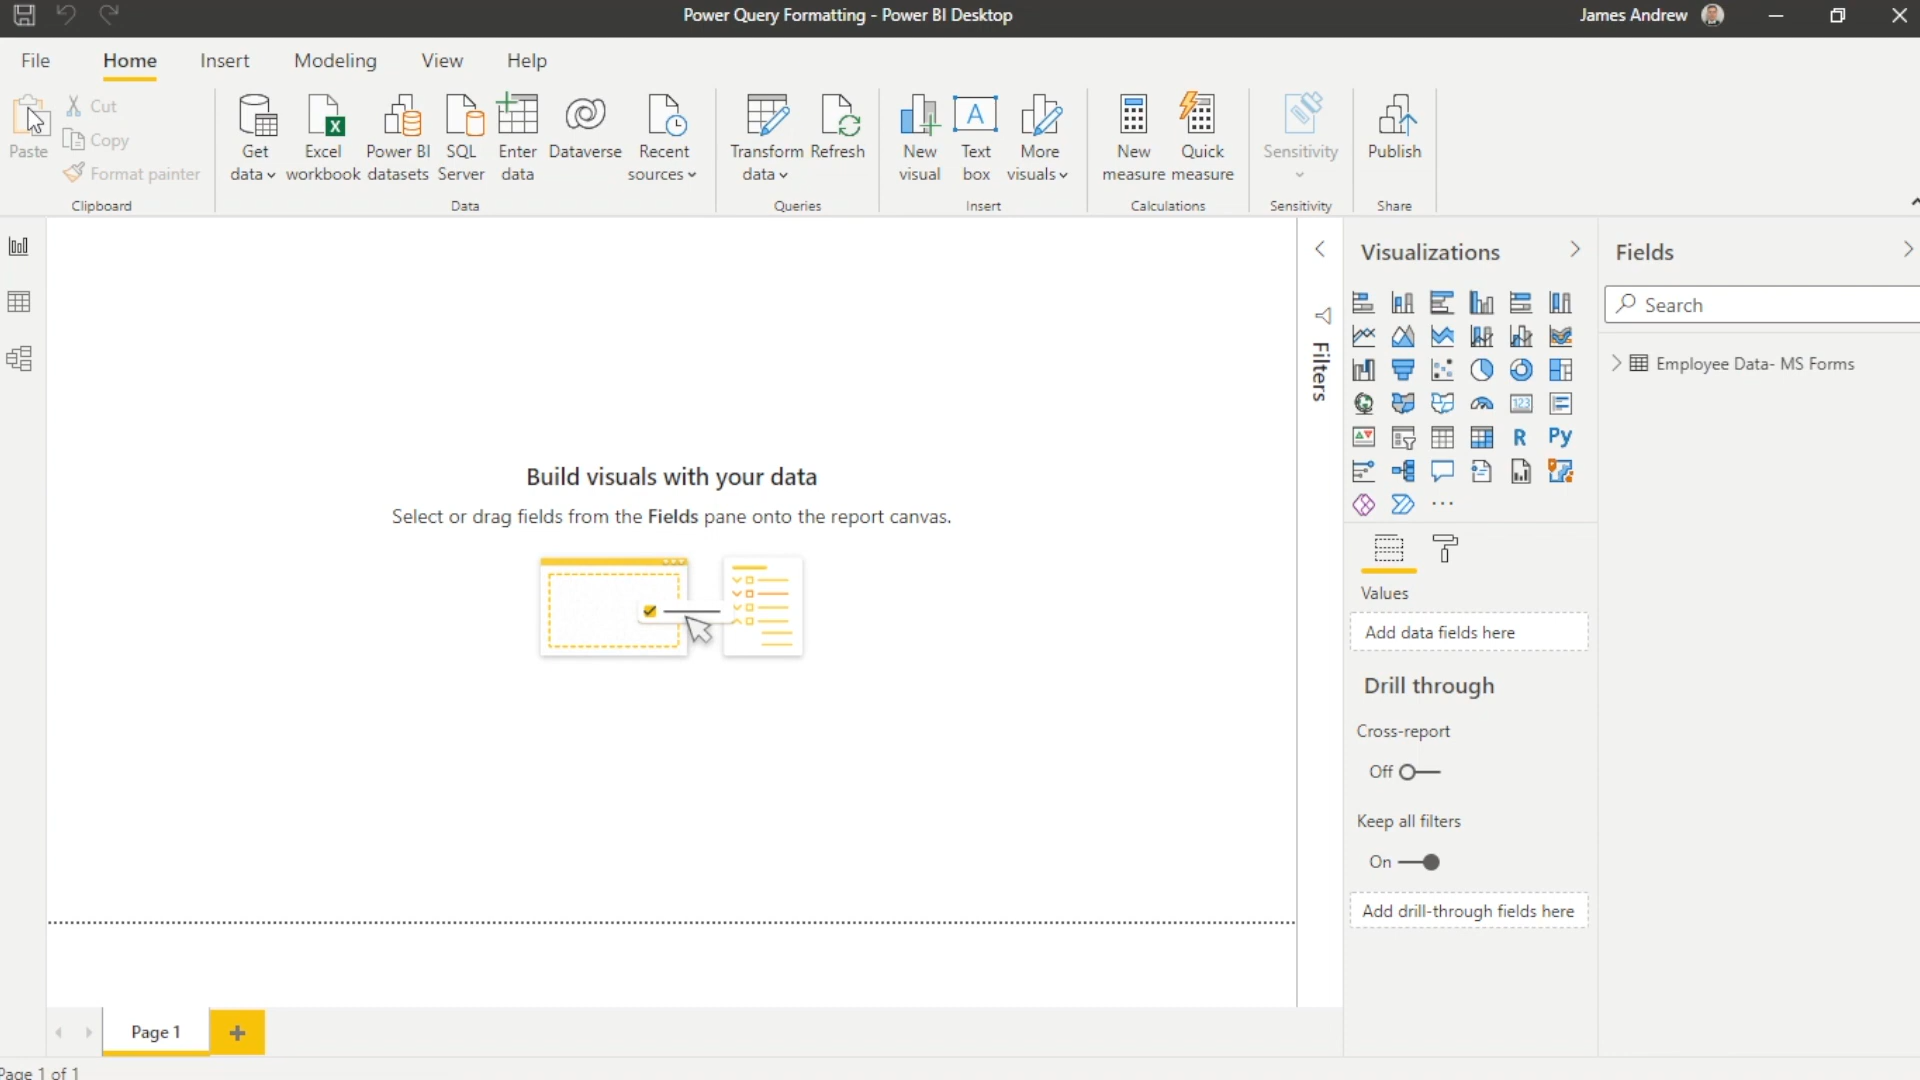 Power Query Formatting - Power BI Desktop
James Andrew
File Home Insert Modeling View Help
Paste
Cut
Copy
Format painter
Clipboard
Get
data
Excel
workbook
Power BI
datasets
SQL
Server
Enter
data
Dataverse
Recent
sources
Data
Transform
data
Refresh
Queries
New
visual
Text
box
More
visuals
Insert
New
measure
Quick
measure
Calculations
Sensitivity
Sensitivity
Publish
Share
Build visuals with your data
Select or drag fields from the Fields pane onto the report canvas.
Filters
Visualizations
123
R
Py
Values
Add data fields here
Drill through
Cross-report
Off
Keep all filters
On
Add drill-through fields here
Fields
Search
Employee Data- MS Forms
Page 1
Page 1 of 1